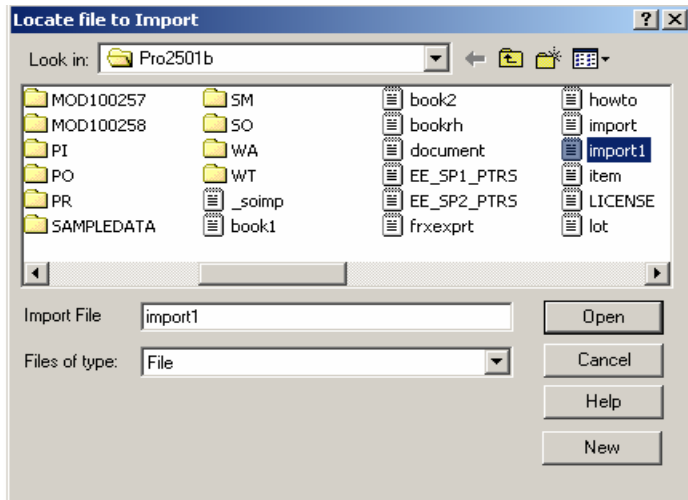 Locate file to Import
Look in: Pro2501b
MOD100257 SM book2 howto
MOD100258 SO bookrh import
PI WA document import1
PO WT EE_SP1_PTRS item
PR _soimp EE_SP2_PTRS LICENSE
SAMPLEDATA book1 frxexprt lot
Import File import1 Open
Files of type: File Cancel
Help
New